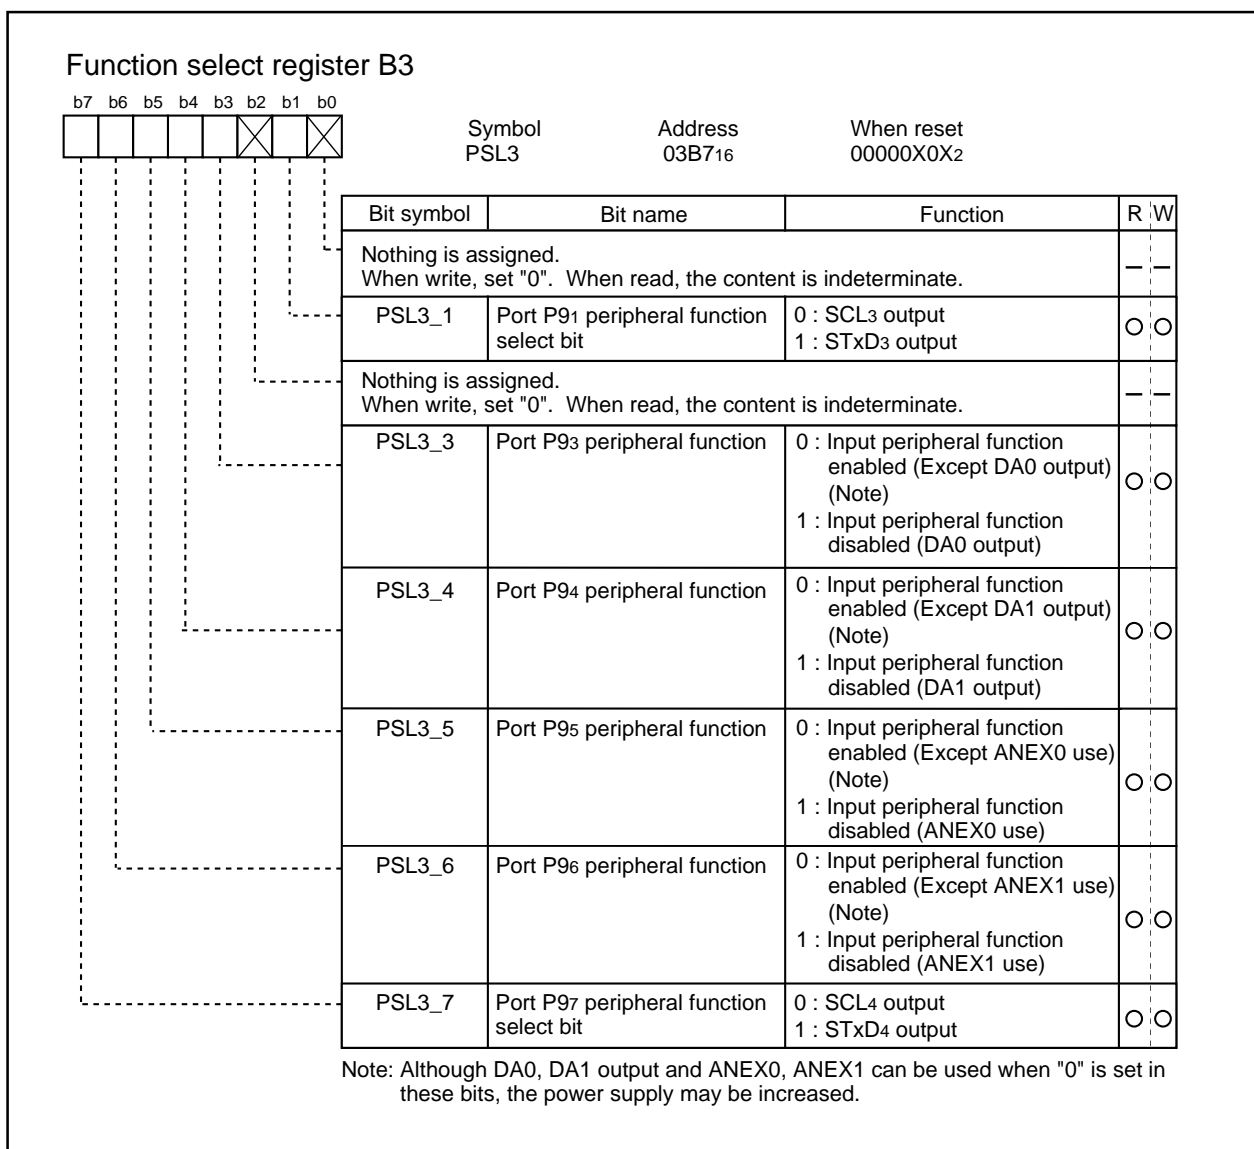 Function select register B3
b7 b6 b5 b4 b3 b2 b1 b0
Symbol Address When reset
PSL3 03B716 00000X0X2
Bit symbol Bit name Function R W
Nothing is assigned.
When write, set "0". When read, the content is indeterminate.
— —
PSL3_1 Port P91 peripheral function 0 : SCL3 output
select bit 1 : STxD3 output
Nothing is assigned.
When write, set "0". When read, the content is indeterminate.
— —
PSL3_3 Port P93 peripheral function 0 : Input peripheral function
enabled (Except DA0 output)
(Note)
1 : Input peripheral function
disabled (DA0 output)
PSL3_4 Port P94 peripheral function 0 : Input peripheral function
enabled (Except DA1 output)
(Note)
1 : Input peripheral function
disabled (DA1 output)
PSL3_5 Port P95 peripheral function 0 : Input peripheral function
enabled (Except ANEX0 use)
(Note)
1 : Input peripheral function
disabled (ANEX0 use)
PSL3_6 Port P96 peripheral function 0 : Input peripheral function
enabled (Except ANEX1 use)
(Note)
1 : Input peripheral function
disabled (ANEX1 use)
PSL3_7 Port P97 peripheral function 0 : SCL4 output
select bit 1 : STxD4 output
Note: Although DA0, DA1 output and ANEX0, ANEX1 can be used when "0" is set in
these bits, the power supply may be increased.